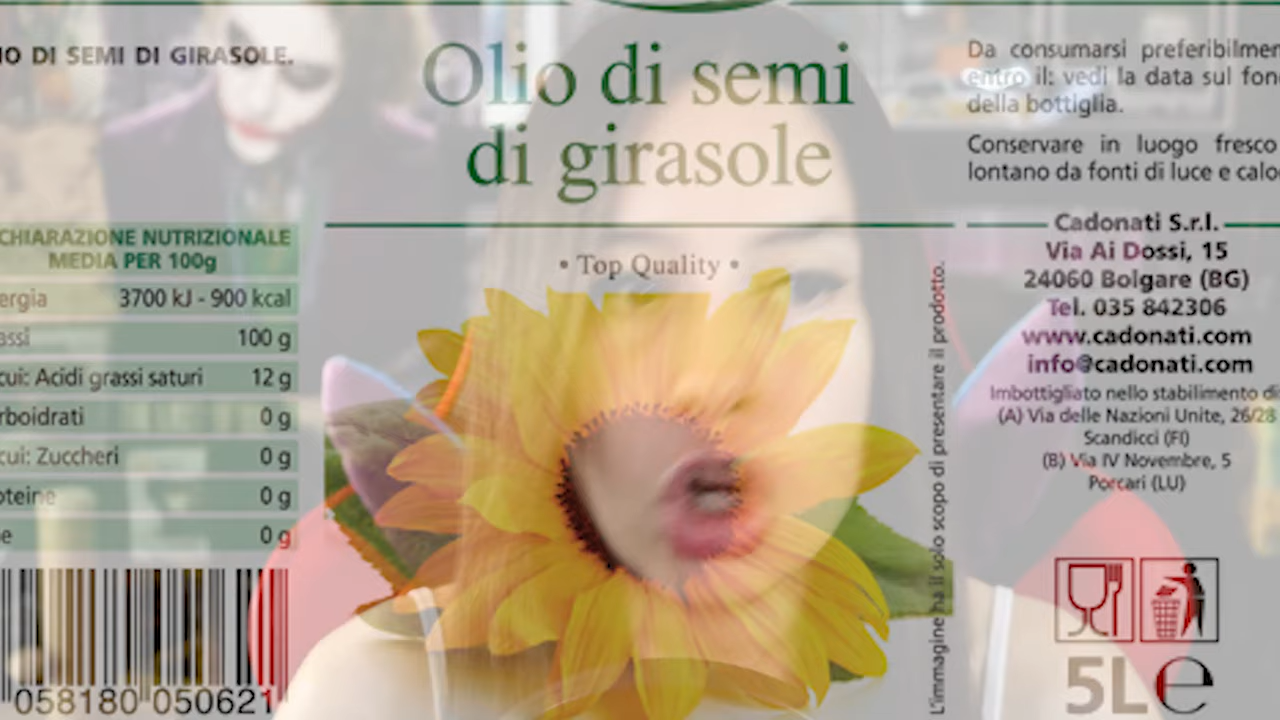 IO DI SEMI DI GIRASOLE.
CHIARAZIONE NUTRIZIONALE
MEDIA PER 100g
ergia 3700 kJ - 900 kcal
assi 100 g
cui: Acidi grassi saturi 12 g
rboidrati 0 g
cui: Zuccheri 0 g
oteine 0 g
e 0 g
058180 050621
Olio di semi
di girasole
• Top Quality •
L'immagine ha il solo scopo di presentare il prodotto.
Da consumarsi preferibilmen
entro il: vedi la data sul fon
della bottiglia.
Conservare in luogo fresco
lontano da fonti di luce e calo
Cadonati S.r.l.
Via Ai Dossi, 15
24060 Bolgare (BG)
Tel. 035 842306
www.cadonati.com
info@cadonati.com
Imbottigliato nello stabilimento di
(A) Via delle Nazioni Unite, 26/28
Scandicci (FI)
(B) Via IV Novembre, 5
Porcari (LU)
5L e